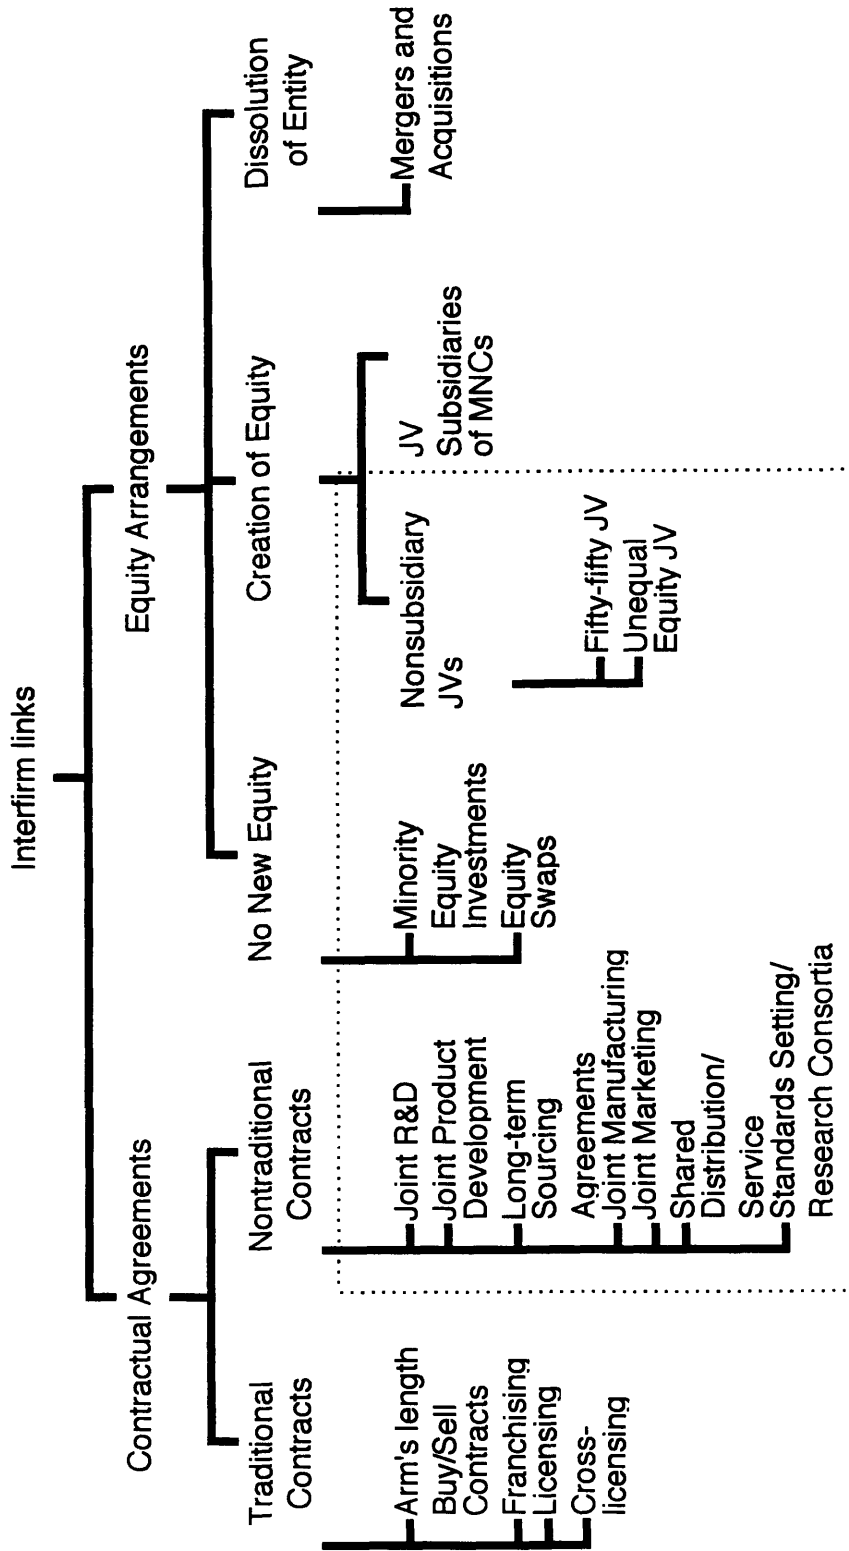 Interfirm links
Contractual Agreements
Equity Arrangements
Traditional
Contracts
Nontraditional
Contracts
No New Equity
Creation of Equity
Dissolution
of Entity
Arm's length
Buy/Sell
Contracts
Franchising
Licensing
Cross-
licensing
Joint R&D
Joint Product
Development
Long-term
Sourcing
Agreements
Joint Manufacturing
Joint Marketing
Shared
Distribution/
Service
Standards Setting/
Research Consortia
Minority
Equity
Investments
Equity
Swaps
Nonsubsidiary
JVs
Fifty-fifty JV
Unequal
Equity JV
JV
Subsidiaries
of MNCs
Mergers and
Acquisitions